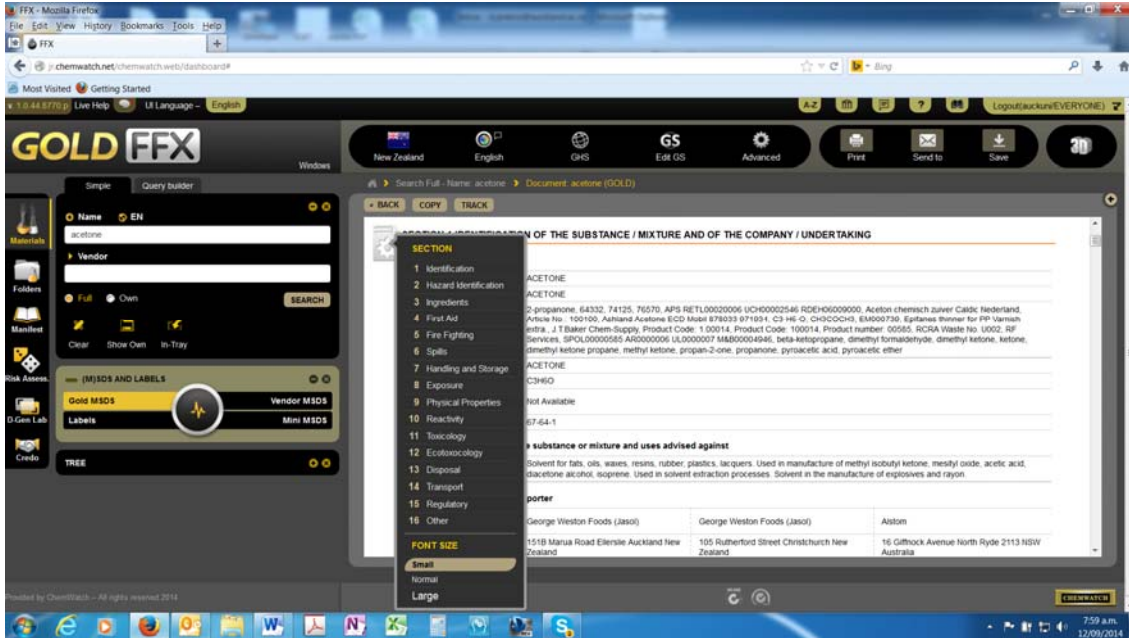 FFX - Mozilla Firefox
File Edit View History Bookmarks Tools Help
FFX
jr.chemwatch.net/chemwatch.web/dashboard#
Bing
Most Visited Getting Started
Live Help UI Language - English
A-Z
?
Logout(auckuni/EVERYONE)
GOLD FFX
Windows
New Zealand
English
GHS
GS
Edit GS
Advanced
Print
Send to
Save
3D
Simple Query builder
Search Full - Name: acetone Document: acetone (GOLD)
BACK COPY TRACK
Name EN
acetone
Vendor
Full Own
SEARCH
Clear Show Own In-Tray
(M)SDS AND LABELS
Gold MSDS Vendor MSDS
Labels Mini MSDS
TREE
Materials
Folders
Manifest
Risk Assess.
D-Gen Lab
Credo
SECTION
1 Identification
2 Hazard Identification
3 Ingredients
4 First Aid
5 Fire Fighting
6 Spills
7 Handling and Storage
8 Exposure
9 Physical Properties
10 Reactivity
11 Toxicology
12 Ecotoxocology
13 Disposal
14 Transport
15 Regulatory
16 Other
FONT SIZE
Small
Normal
Large
OF THE SUBSTANCE / MIXTURE AND OF THE COMPANY / UNDERTAKING
ACETONE
ACETONE
2-propanone, 64332, 74125, 76570, APS RETL00020006 UCH00002546 RDEH06009000, Aceton chemisch zuiver Caldic Nederland,
Article No.: 100100, Ashland Acetone ECD Mobil 879033 971031, C3-H6-O, CH3COCH3, EM000730, Epifanes thinner for PP Varnish
extra., J.T.Baker Chem-Supply, Product Code: 1.00014, Product Code: 100014, Product number: 00585, RCRA Waste No. U002, RF
Services, SPOL00000585 AR0000006 UL0000007 M&B00004946, beta-ketopropane, dimethyl formaldehyde, dimethyl ketone, ketone,
dimethyl ketone propane, methyl ketone, propan-2-one, propanone, pyroacetic acid, pyroacetic ether
ACETONE
C3H6O
Not Available
67-64-1
substance or mixture and uses advised against
Solvent for fats, oils, waxes, resins, rubber, plastics, lacquers. Used in manufacture of methyl isobutyl ketone, mesityl oxide, acetic acid,
diacetone alcohol, isoprene. Used in solvent extraction processes. Solvent in the manufacture of explosives and rayon.
porter
George Weston Foods (Jasol) George Weston Foods (Jasol) Alstom
151B Marua Road Ellerslie Auckland New Zealand
105 Rutherford Street Christchurch New Zealand
16 Giffnock Avenue North Ryde 2113 NSW Australia
Provided by ChemWatch - All rights reserved 2014
CHEMWATCH
7:59 a.m.
12/09/2014